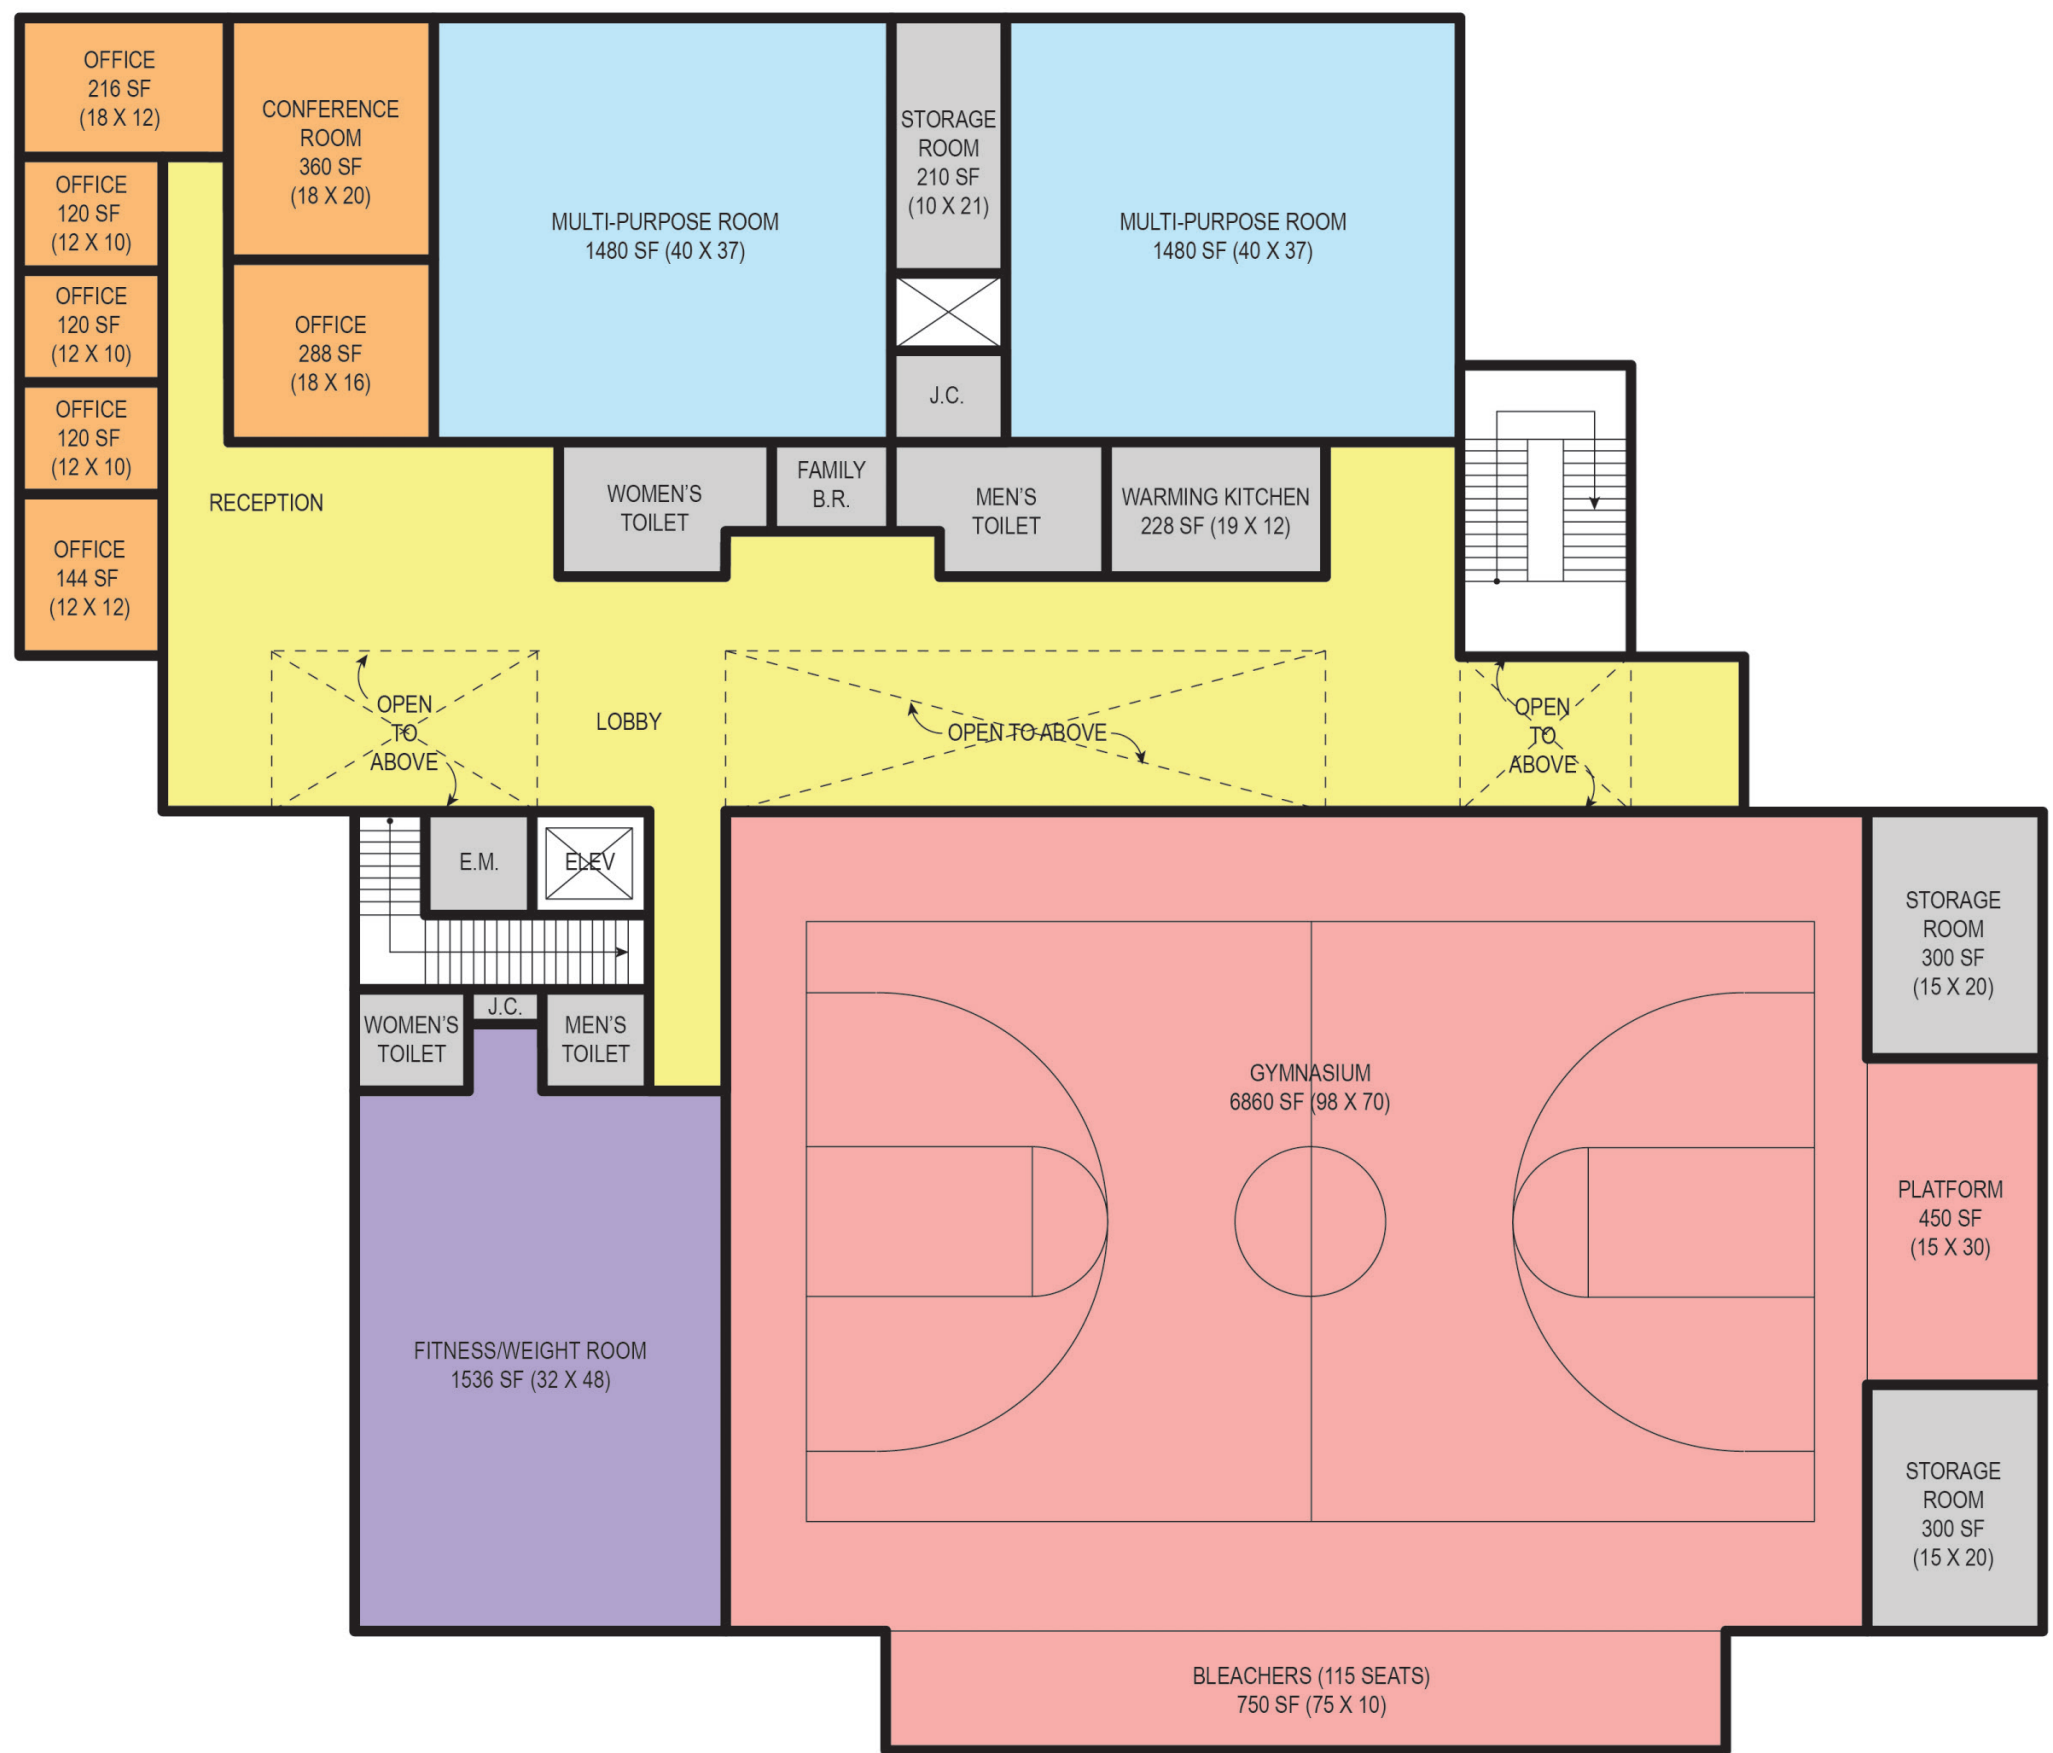 OFFICE
216 SF
(18 X 12)
CONFERENCE
ROOM
360 SF
(18 X 20)
MULTI-PURPOSE ROOM
1480 SF (40 X 37)
STORAGE
ROOM
210 SF
(10 X 21)
MULTI-PURPOSE ROOM
1480 SF (40 X 37)
OFFICE
120 SF
(12 X 10)
OFFICE
120 SF
(12 X 10)
OFFICE
288 SF
(18 X 16)
J.C.
OFFICE
120 SF
(12 X 10)
OFFICE
144 SF
(12 X 12)
RECEPTION
WOMEN'S
TOILET
FAMILY
B.R.
MEN'S
TOILET
WARMING KITCHEN
228 SF (19 X 12)
OPEN
TO
ABOVE
LOBBY
OPEN TO ABOVE
OPEN
TO
ABOVE
E.M.
ELEV
WOMEN'S
TOILET
J.C.
MEN'S
TOILET
STORAGE
ROOM
300 SF
(15 X 20)
GYMNASIUM
6860 SF (98 X 70)
PLATFORM
450 SF
(15 X 30)
FITNESS/WEIGHT ROOM
1536 SF (32 X 48)
STORAGE
ROOM
300 SF
(15 X 20)
BLEACHERS (115 SEATS)
750 SF (75 X 10)